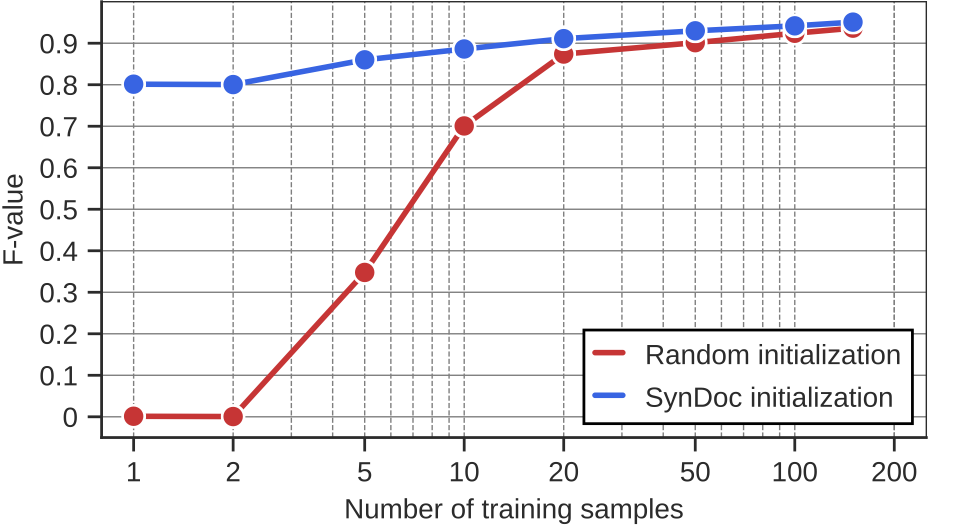 F-value
0.9
0.8
0.7
0.6
0.5
0.4
0.3
0.2
0.1
0
Random initialization
SynDoc initialization
1 2 5 10 20 50 100 200
Number of training samples